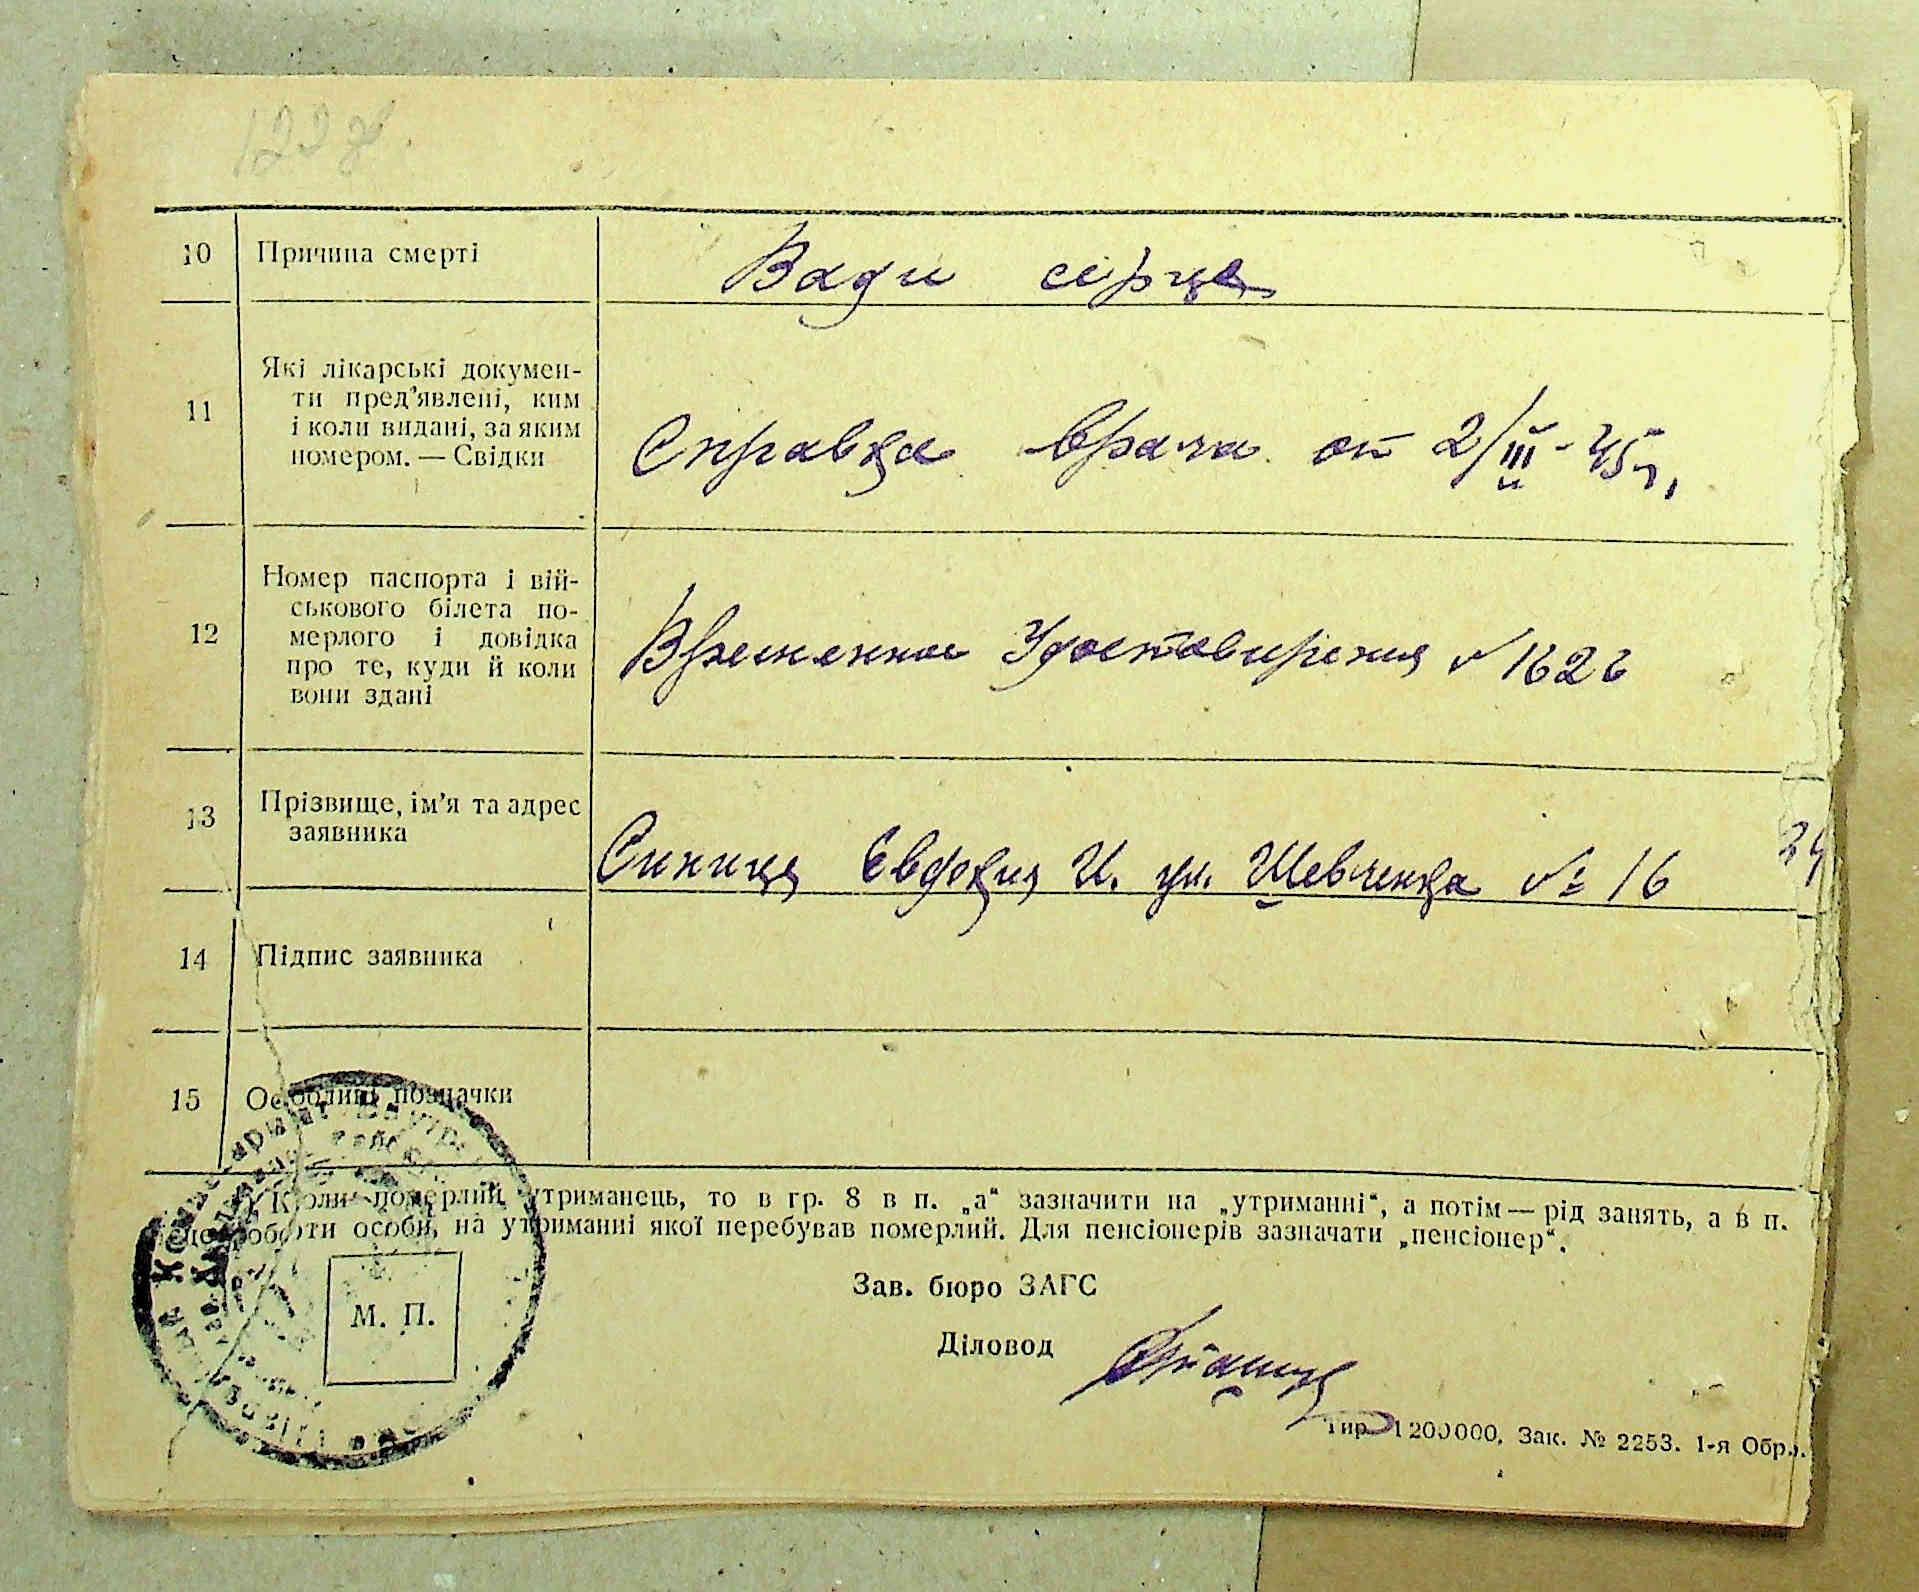 10 Причина смерті Вади сєрця
11 Які лікарські докумен-
ти пред'явлені, ким
і коли видані, за яким
номером. — Свідки
Справка врача от 2/III-45г.
12 Номер паспорта і вій-
ськового білета по-
мерлого і довідка
про те, куди й коли
вони здані
Временное Удостовирения № 1626
13 Прізвище, ім'я та адрес
заявника
Синица Евдокия И. ул. Шевченка № 16
14 Підпис заявника
15 Особливі позначки
Коли померлий утриманець, то в гр. 8 в п. „а“ зазначити на „утриманні“, а потім — рід занять, а в п.
роботи особи, на утриманні якої перебував померлий. Для пенсіонерів зазначати „пенсіонер“.
Зав. бюро ЗАГС
М. П.
Діловод
Тир. 1200000. Зак. № 2253. 1-я Обр.